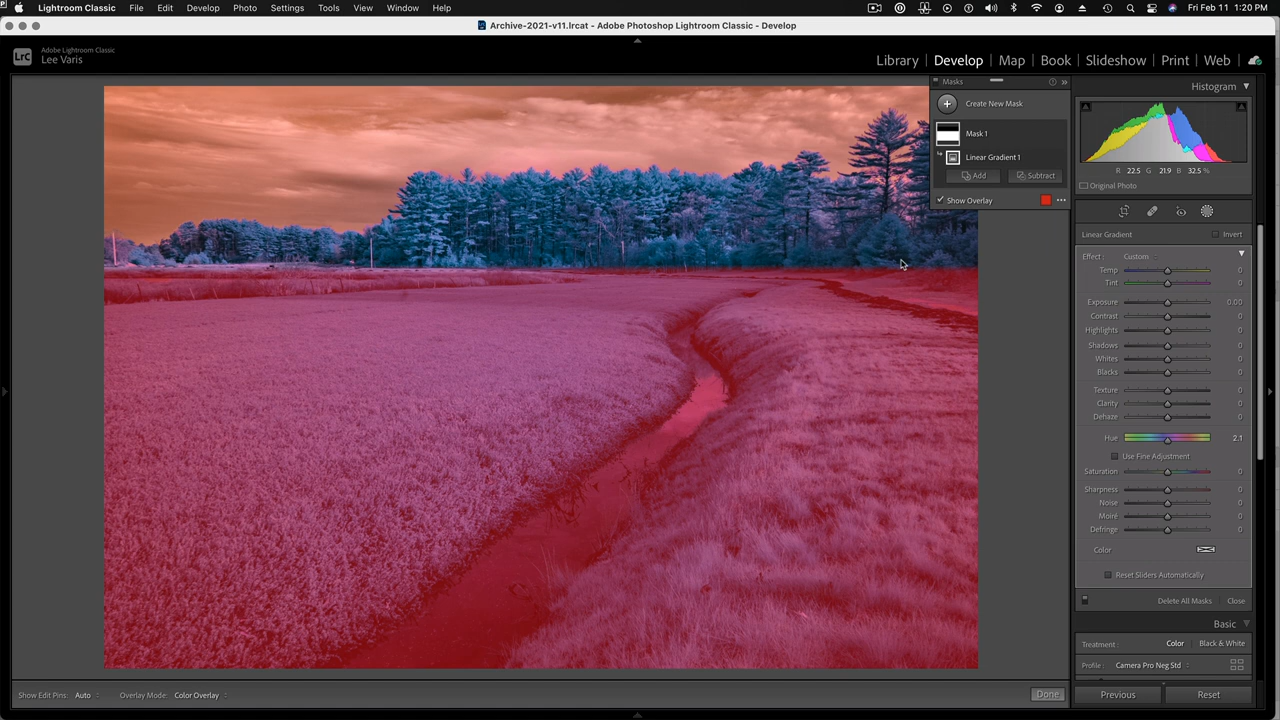 Lightroom Classic File Edit Develop Photo Settings Tools View Window Help Fri Feb 11 1:20 PM
Archive-2021-v11.lrcat - Adobe Photoshop Lightroom Classic - Develop
LrC Adobe Lightroom Classic
Lee Varis
Library Develop Map Book Slideshow Print Web
Masks
Create New Mask
Mask 1
Linear Gradient 1
Add Subtract
Show Overlay
Histogram
R 22.5 G 21.9 B 32.5 %
Original Photo
Linear Gradient Invert
Effect : Custom
Temp 0
Tint 0
Exposure 0.00
Contrast 0
Highlights 0
Shadows 0
Whites 0
Blacks 0
Texture 0
Clarity 0
Dehaze 0
Hue 2.1
Use Fine Adjustment
Saturation 0
Sharpness 0
Noise 0
Moiré 0
Defringe 0
Color
Reset Sliders Automatically
Delete All Masks Close
Basic
Treatment : Color Black & White
Profile : Camera Pro Neg Std
Show Edit Pins: Auto Overlay Mode: Color Overlay Done
Previous Reset